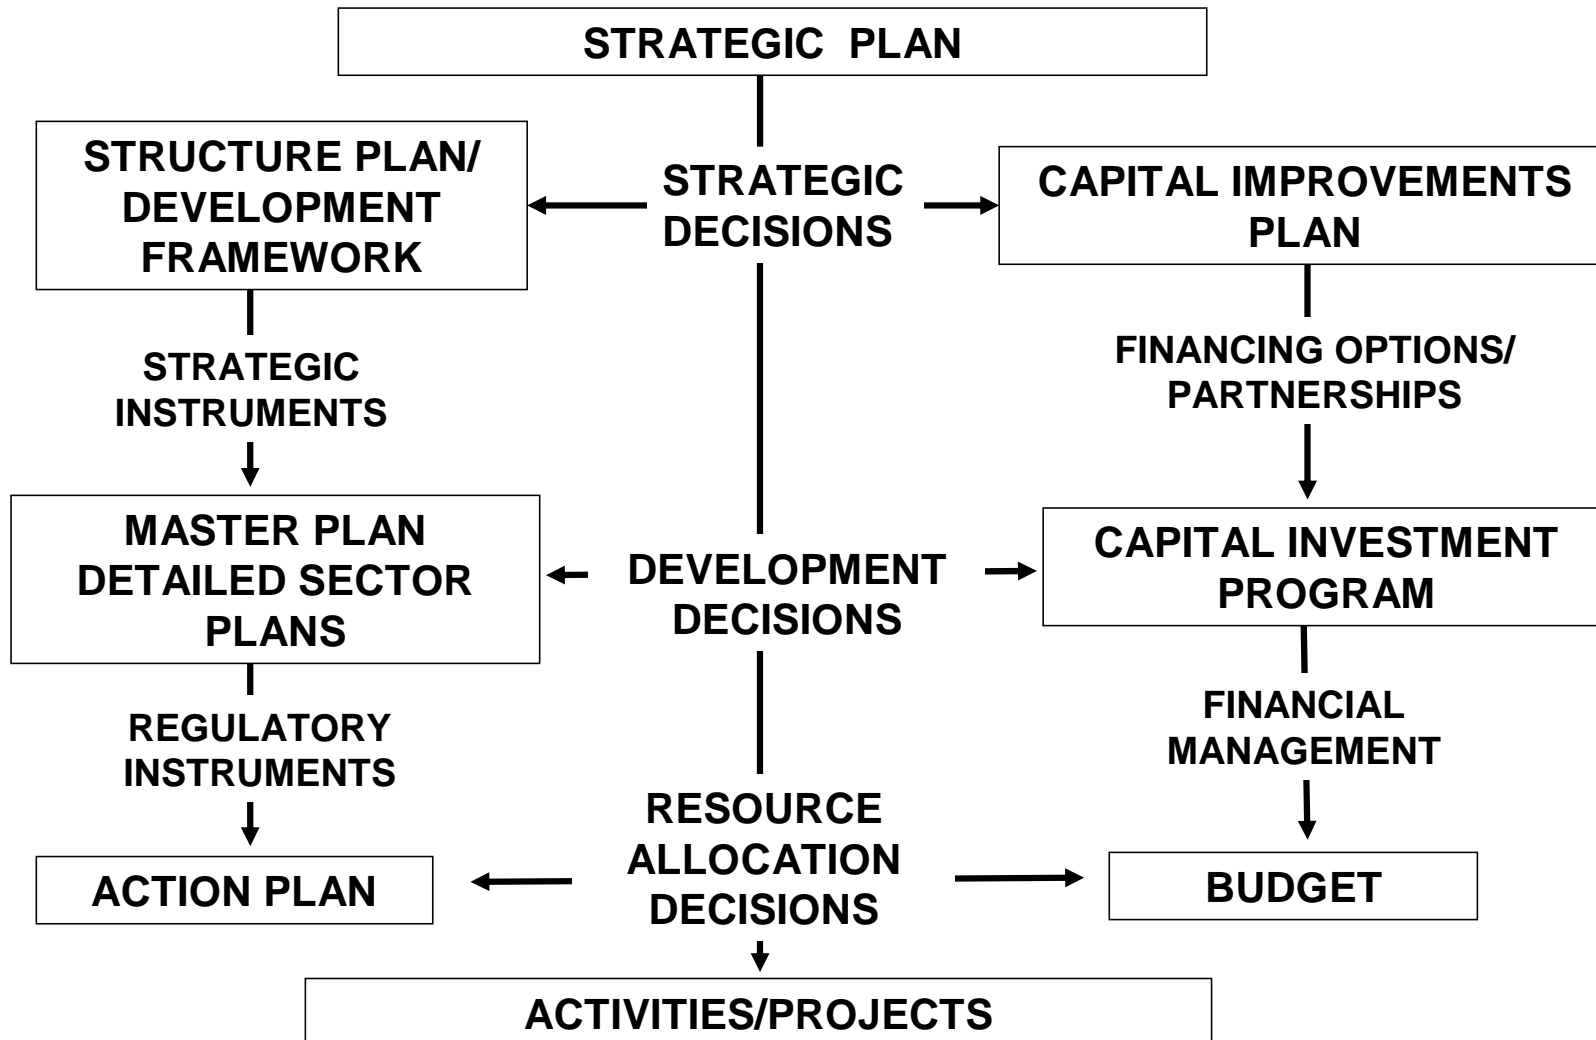 STRATEGIC PLAN
STRUCTURE PLAN/
DEVELOPMENT
FRAMEWORK
STRATEGIC
DECISIONS
CAPITAL IMPROVEMENTS
PLAN
STRATEGIC
INSTRUMENTS
FINANCING OPTIONS/
PARTNERSHIPS
MASTER PLAN
DETAILED SECTOR
PLANS
DEVELOPMENT
DECISIONS
CAPITAL INVESTMENT
PROGRAM
REGULATORY
INSTRUMENTS
FINANCIAL
MANAGEMENT
ACTION PLAN
RESOURCE
ALLOCATION
DECISIONS
BUDGET
ACTIVITIES/PROJECTS